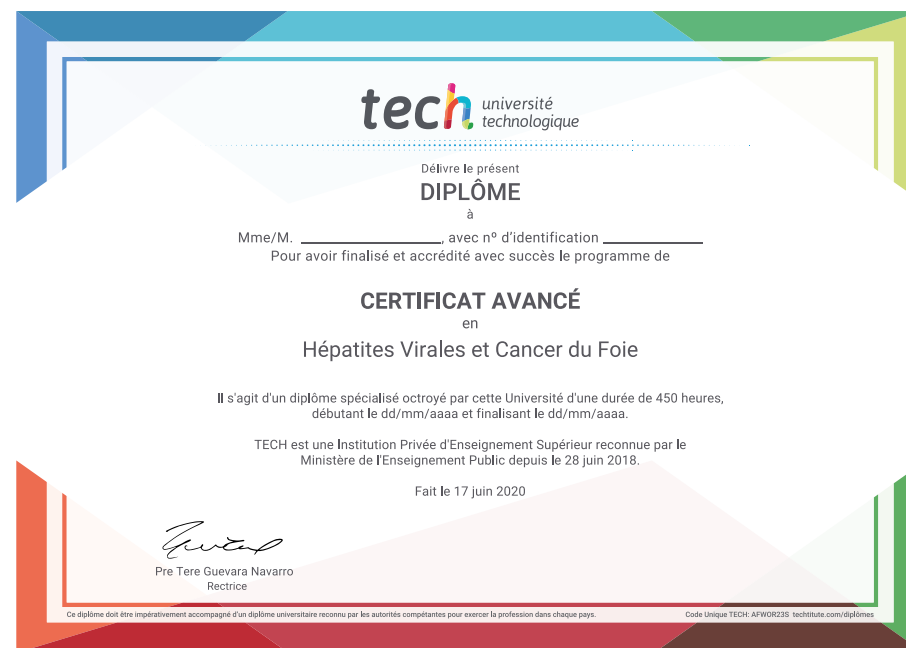 tech université
technologique
Délivre le présent
DIPLÔME
à
Mme/M. ____________________, avec nº d'identification ______________
Pour avoir finalisé et accrédité avec succès le programme de
CERTIFICAT AVANCÉ
en
Hépatites Virales et Cancer du Foie
Il s'agit d'un diplôme spécialisé octroyé par cette Université d'une durée de 450 heures,
débutant le dd/mm/aaaa et finalisant le dd/mm/aaaa.
TECH est une Institution Privée d'Enseignement Supérieur reconnue par le
Ministère de l'Enseignement Public depuis le 28 juin 2018.
Fait le 17 juin 2020
Pre Tere Guevara Navarro
Rectrice
Ce diplôme doit être impérativement accompagné d'un diplôme universitaire reconnu par les autorités compétantes pour exercer la profession dans chaque pays.
Code Unique TECH: AFWOR23S techtitute.com/diplômes